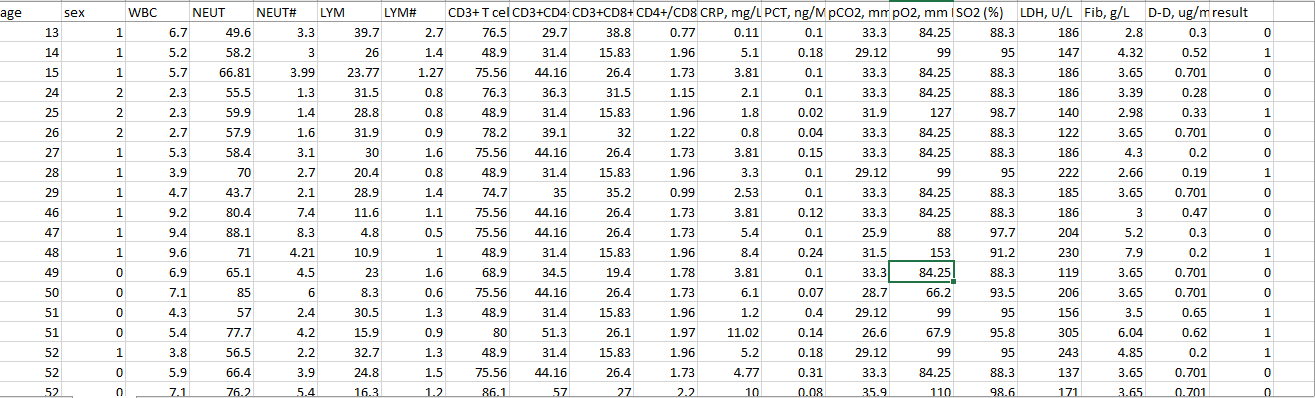 age sex WBC NEUT NEUT# LYM LYM# CD3+ T cel CD3+CD4- CD3+CD8+ CD4+/CD8 CRP, mg/L PCT, ng/M pCO2, mm pO2, mm SO2 (%) LDH, U/L Fib, g/L D-D, ug/m result
13 1 6.7 49.6 3.3 39.7 2.7 76.5 29.7 38.8 0.77 0.11 0.1 33.3 84.25 88.3 186 2.8 0.3 0
14 1 5.2 58.2 3 26 1.4 48.9 31.4 15.83 1.96 5.1 0.18 29.12 99 95 147 4.32 0.52 1
15 1 5.7 66.81 3.99 23.77 1.27 75.56 44.16 26.4 1.73 3.81 0.1 33.3 84.25 88.3 186 3.65 0.701 0
24 2 2.3 55.5 1.3 31.5 0.8 76.3 36.3 31.5 1.15 2.1 0.1 33.3 84.25 88.3 186 3.39 0.28 0
25 2 2.3 59.9 1.4 28.8 0.8 48.9 31.4 15.83 1.96 1.8 0.02 31.9 127 98.7 140 2.98 0.33 1
26 2 2.7 57.9 1.6 31.9 0.9 78.2 39.1 32 1.22 0.8 0.04 33.3 84.25 88.3 122 3.65 0.701 0
27 1 5.3 58.4 3.1 30 1.6 75.56 44.16 26.4 1.73 3.81 0.15 33.3 84.25 88.3 186 4.3 0.2 0
28 1 3.9 70 2.7 20.4 0.8 48.9 31.4 15.83 1.96 3.3 0.1 29.12 99 95 222 2.66 0.19 1
29 1 4.7 43.7 2.1 28.9 1.4 74.7 35 35.2 0.99 2.53 0.1 33.3 84.25 88.3 185 3.65 0.701 0
46 1 9.2 80.4 7.4 11.6 1.1 75.56 44.16 26.4 1.73 3.81 0.12 33.3 84.25 88.3 186 3 0.47 0
47 1 9.4 88.1 8.3 4.8 0.5 75.56 44.16 26.4 1.73 5.4 0.1 25.9 88 97.7 204 5.2 0.3 0
48 1 9.6 71 4.21 10.9 1 48.9 31.4 15.83 1.96 8.4 0.24 31.5 153 91.2 230 7.9 0.2 1
49 0 6.9 65.1 4.5 23 1.6 68.9 34.5 19.4 1.78 3.81 0.1 33.3 84.25 88.3 119 3.65 0.701 0
50 0 7.1 85 6 8.3 0.6 75.56 44.16 26.4 1.73 6.1 0.07 28.7 66.2 93.5 206 3.65 0.701 0
51 0 4.3 57 2.4 30.5 1.3 48.9 31.4 15.83 1.96 1.2 0.4 29.12 99 95 156 3.5 0.65 1
51 0 5.4 77.7 4.2 15.9 0.9 80 51.3 26.1 1.97 11.02 0.14 26.6 67.9 95.8 305 6.04 0.62 1
52 1 3.8 56.5 2.2 32.7 1.3 48.9 31.4 15.83 1.96 5.2 0.18 29.12 99 95 243 4.85 0.2 1
52 0 5.9 66.4 3.9 24.8 1.5 75.56 44.16 26.4 1.73 4.77 0.31 33.3 84.25 88.3 137 3.65 0.701 0
52 0 7.1 76.2 5.4 16.3 1.2 86.1 57 27 2.2 10 0.08 35.9 110 98.6 171 3.65 0.701 0